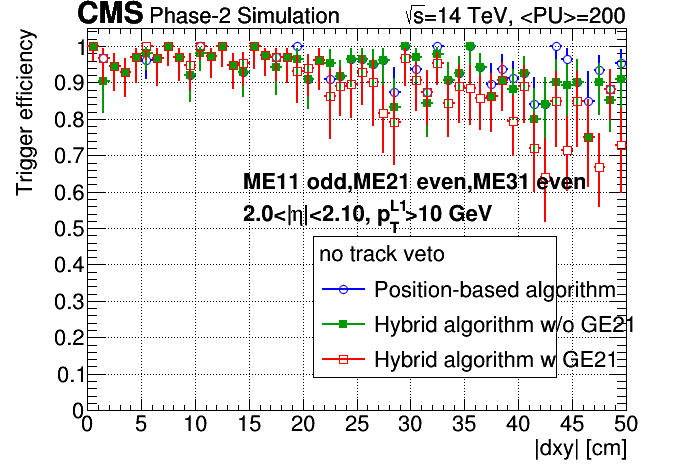 CMS Phase-2 Simulation √s=14 TeV, <PU>=200
Trigger efficiency
1
0.9
0.8
0.7
0.6
0.5
0.4
0.3
0.2
0.1
0
ME11 odd,ME21 even,ME31 even
2.0<|η|<2.10, p_T^L1>10 GeV
no track veto
Position-based algorithm
Hybrid algorithm w/o GE21
Hybrid algorithm w GE21
0 5 10 15 20 25 30 35 40 45 50
|dxy| [cm]